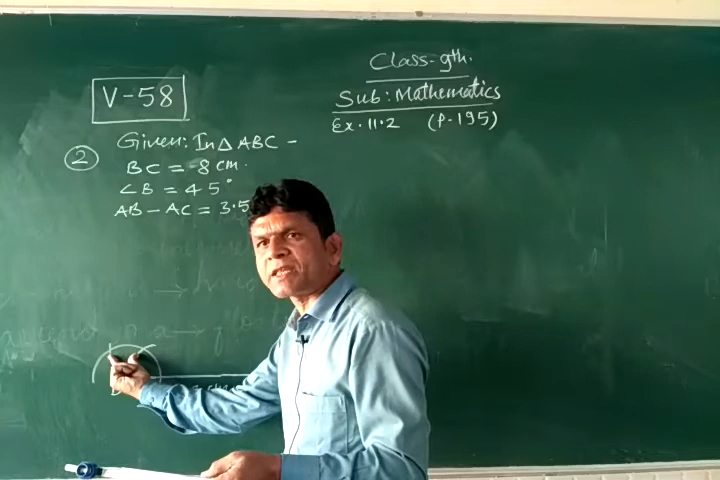 Class-9th.
V-58
Sub: Mathematics
Ex. 11.2 (P-195)
② Given: In △ ABC -
BC = 8 cm.
∠B = 45°
AB - AC = 3.5